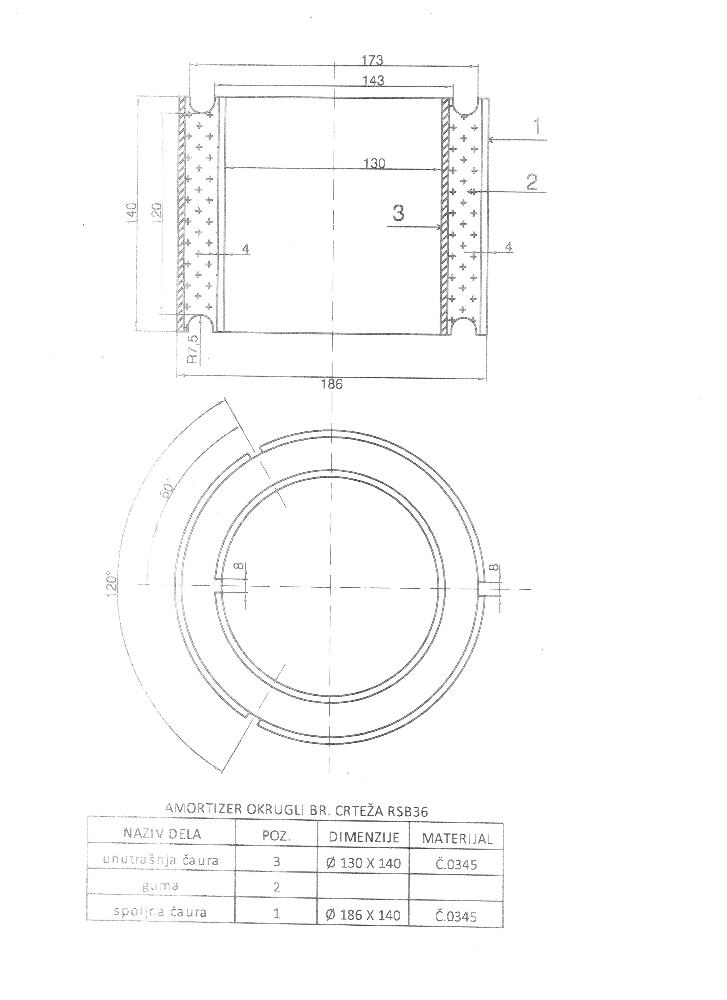 173
143
1
130
2
3
140
120
4
4
R7,5
186
60°
8
8
120°
AMORTIZER OKRUGLI BR. CRTEŽA RSB36
NAZIV DELA POZ. DIMENZIJE MATERIJAL
unutrašnja čaura 3 Ø 130 X 140 Č.0345
guma 2
spoljna čaura 1 Ø 186 X 140 Č.0345